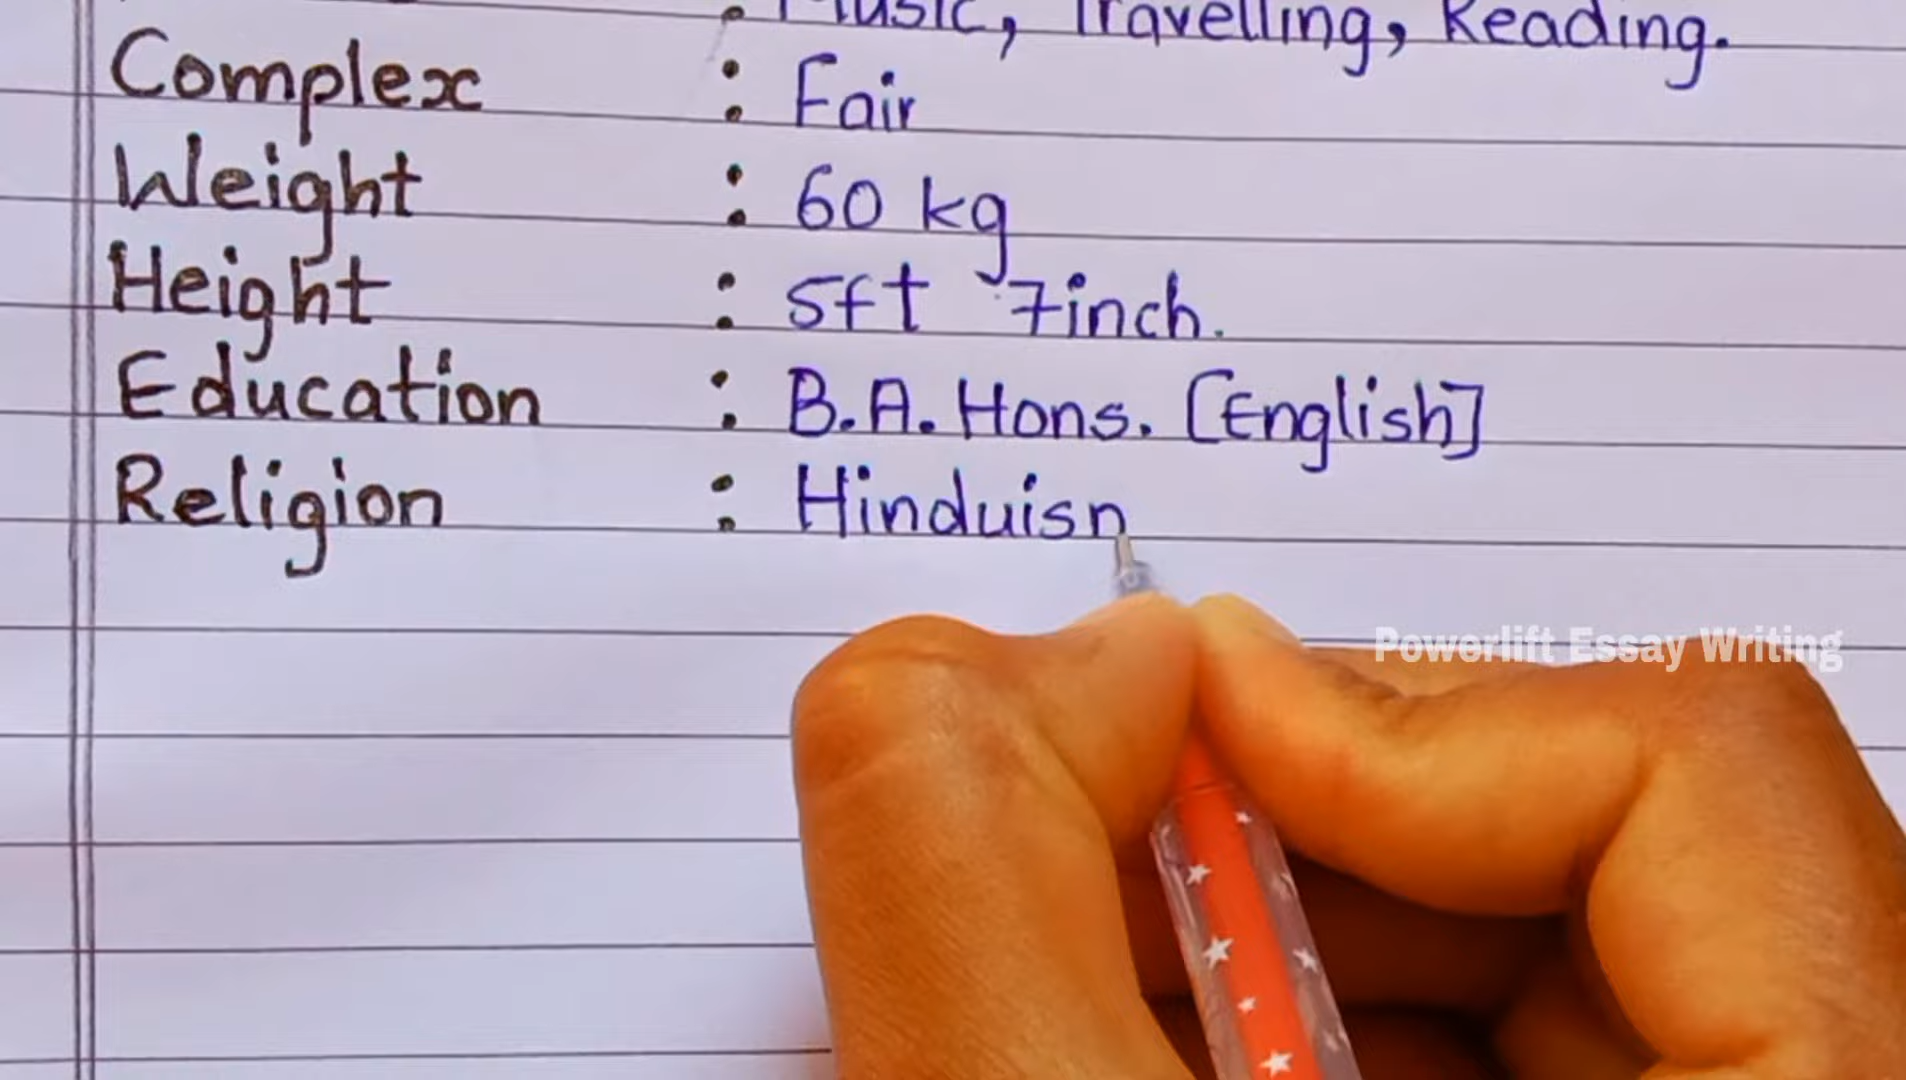 : Music, Travelling, Reading.
Complex : Fair
Weight : 60 kg
Height : 5ft 7inch.
Education : B.A. Hons. [English]
Religion : Hinduisn
Powerlift Essay Writing